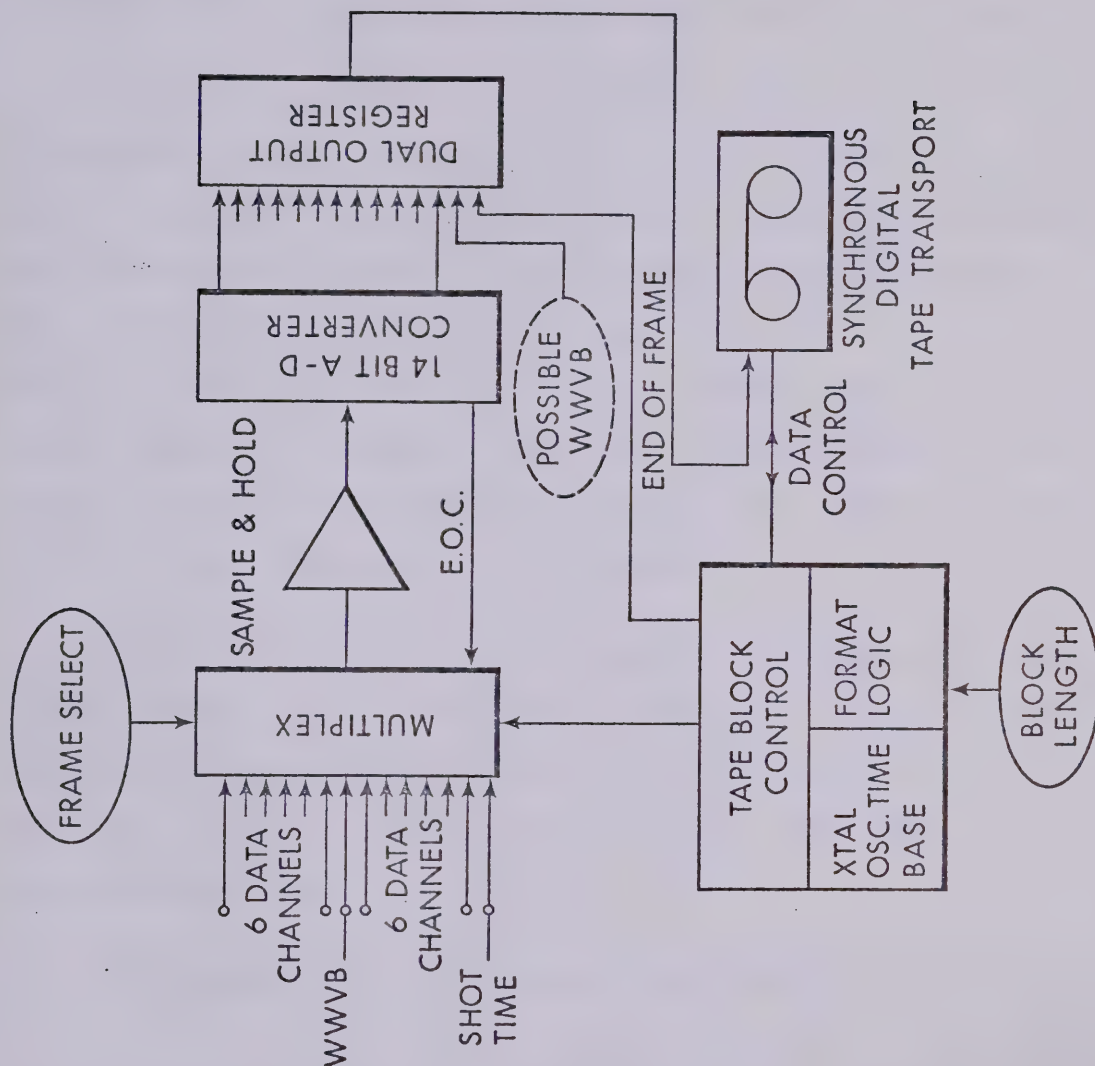 FRAME SELECT
6 DATA
CHANNELS
WWVB
6 DATA
CHANNELS
SHOT
TIME
MULTIPLEX
SAMPLE & HOLD
E.O.C.
14 BIT A-D
CONVERTER
DUAL OUTPUT
REGISTER
POSSIBLE
WWVB
END OF FRAME
TAPE BLOCK
CONTROL
XTAL
OSC. TIME
BASE
FORMAT
LOGIC
BLOCK
LENGTH
DATA
CONTROL
SYNCHRONOUS
DIGITAL
TAPE TRANSPORT